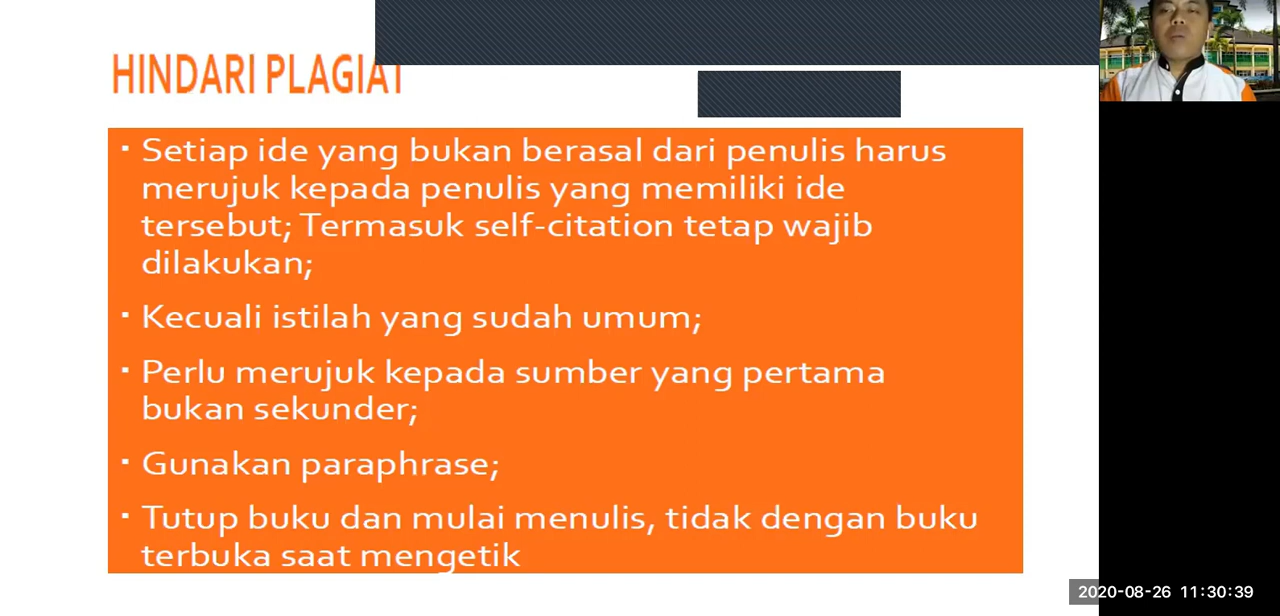 HINDARI PLAGIAT
▪ Setiap ide yang bukan berasal dari penulis harus
merujuk kepada penulis yang memiliki ide
tersebut; Termasuk self-citation tetap wajib
dilakukan;
▪ Kecuali istilah yang sudah umum;
▪ Perlu merujuk kepada sumber yang pertama
bukan sekunder;
▪ Gunakan paraphrase;
▪ Tutup buku dan mulai menulis, tidak dengan buku
terbuka saat mengetik
2020-08-26 11:30:39